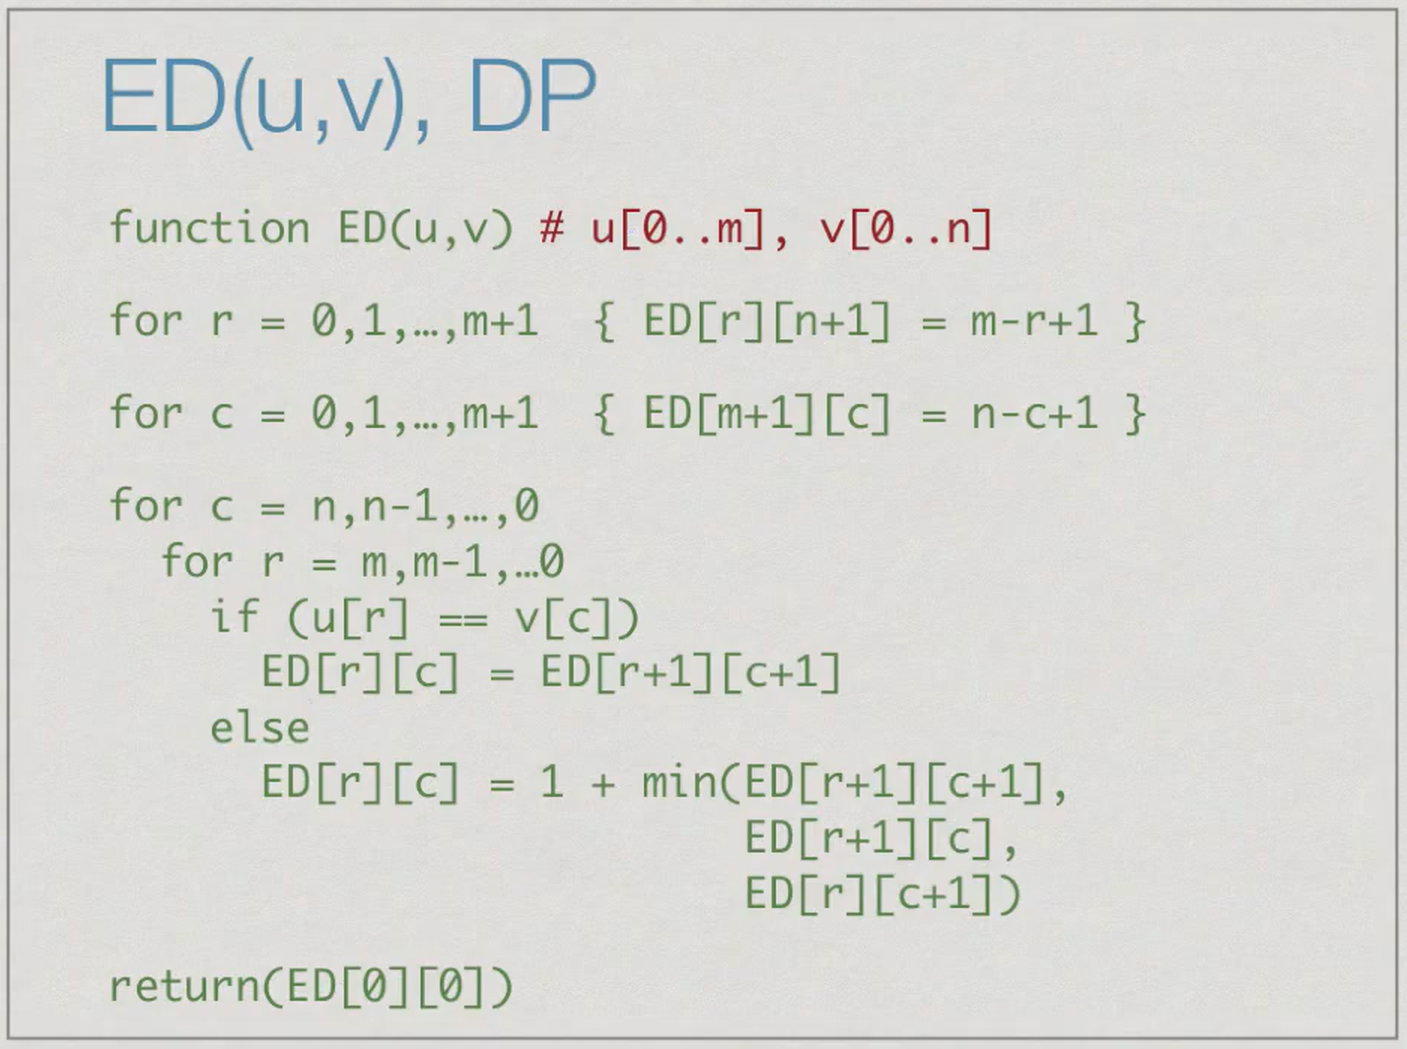 ED(u,v), DP
function ED(u,v) # u[0..m], v[0..n]
for r = 0,1,…,m+1 { ED[r][n+1] = m-r+1 }
for c = 0,1,…,m+1 { ED[m+1][c] = n-c+1 }
for c = n,n-1,…,0
for r = m,m-1,…0
if (u[r] == v[c])
ED[r][c] = ED[r+1][c+1]
else
ED[r][c] = 1 + min(ED[r+1][c+1],
ED[r+1][c],
ED[r][c+1])
return(ED[0][0])